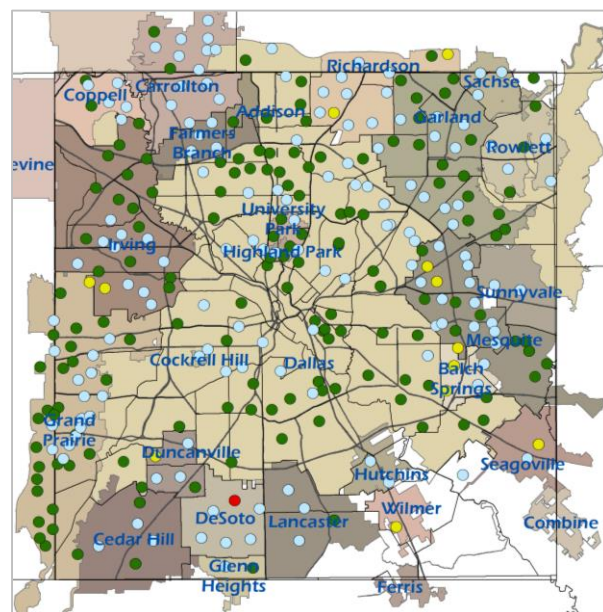 Richardson
Coppell
Carrollton
Sachse
Addison
Garland
Farmers
Branch
Rowlett
evine
University
Park
Irving
Highland Park
Sunnyvale
Mesquite
Cockrell Hill
Dallas
Balch
Springs
Grand
Prairie
Duncanville
Seagoville
Hutchins
DeSoto
Lancaster
Wilmer
Combine
Cedar Hill
Glenn
Heights
Ferris